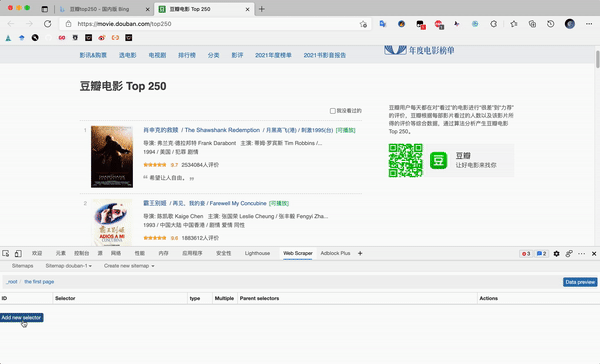 豆瓣top250 - 国内版 Bing
豆瓣电影 Top 250
https://movie.douban.com/top250
影讯&购票 选电影 电视剧 排行榜 分类 影评 2021年度榜单 2021书影音报告
年度电影榜单
豆瓣电影 Top 250
我没看过的
1 肖申克的救赎 / The Shawshank Redemption / 月黑高飞(港) / 刺激1995(台) [可播放]
导演: 弗兰克·德拉邦特 Frank Darabont 主演: 蒂姆·罗宾斯 Tim Robbins /...
1994 / 美国 / 犯罪 剧情
9.7 2534084人评价
希望让人自由。
2 霸王别姬 / 再见，我的妾 / Farewell My Concubine [可播放]
导演: 陈凯歌 Kaige Chen 主演: 张国荣 Leslie Cheung / 张丰毅 Fengyi Zha...
1993 / 中国大陆 中国香港 / 剧情 爱情 同性
9.6 1883612人评价
ADIOS A MI
CONCUBINA
豆瓣用户每天都在对“看过”的电影进行“很差”到“力荐”
的评价，豆瓣根据每部影片看过的人数以及该影片所
得的评价等综合数据，通过算法分析产生豆瓣电影
Top 250。
豆瓣
让好电影来找你
欢迎 元素 控制台 源 网络 性能 内存 应用程序 安全性 Lighthouse Web Scraper Adblock Plus
3 2
Sitemaps Sitemap douban-1 Create new sitemap
_root / the first page
Data preview
ID Selector type Multiple Parent selectors Actions
Add new selector